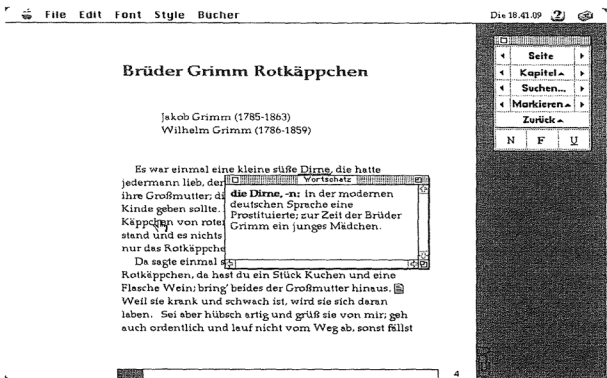 File Edit Font Style Bücher
Die 18.41.09
Seite
Kapitel
Suchen...
Markieren
Zurück
N F U
Brüder Grimm Rotkäppchen
Jakob Grimm (1785-1863)
Wilhelm Grimm (1786-1859)
Es war einmal eine kleine süße Dirne, die hatte
jedermann lieb, der
ihre Großmutter; di
Kinde geben sollte.
Käppchen von rote
stand und es nichts
nur das Rotkäppche
Da sagte einmal s
Wortschatz
die Dirne, -n: in der modernen
deutschen Sprache eine
Prostituierte; zur Zeit der Brüder
Grimm ein junges Mädchen.
Rotkäppchen, da hast du ein Stück Kuchen und eine
Flasche Wein; bring' beides der Großmutter hinaus.
Weil sie krank und schwach ist, wird sie sich daran
laben. Sei aber hübsch artig und grüß sie von mir; geh
auch ordentlich und lauf nicht vom Weg ab, sonst fällst
4